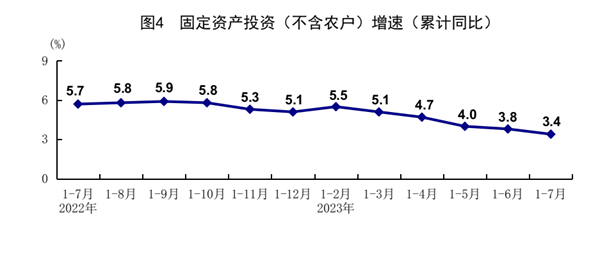 图4 固定资产投资（不含农户）增速（累计同比）
(%)
9
6
3
0
5.7 5.8 5.9 5.8 5.3 5.1 5.5 5.1 4.7 4.0 3.8 3.4
1-7月 1-8月 1-9月 1-10月 1-11月 1-12月 1-2月 1-3月 1-4月 1-5月 1-6月 1-7月
2022年 2023年